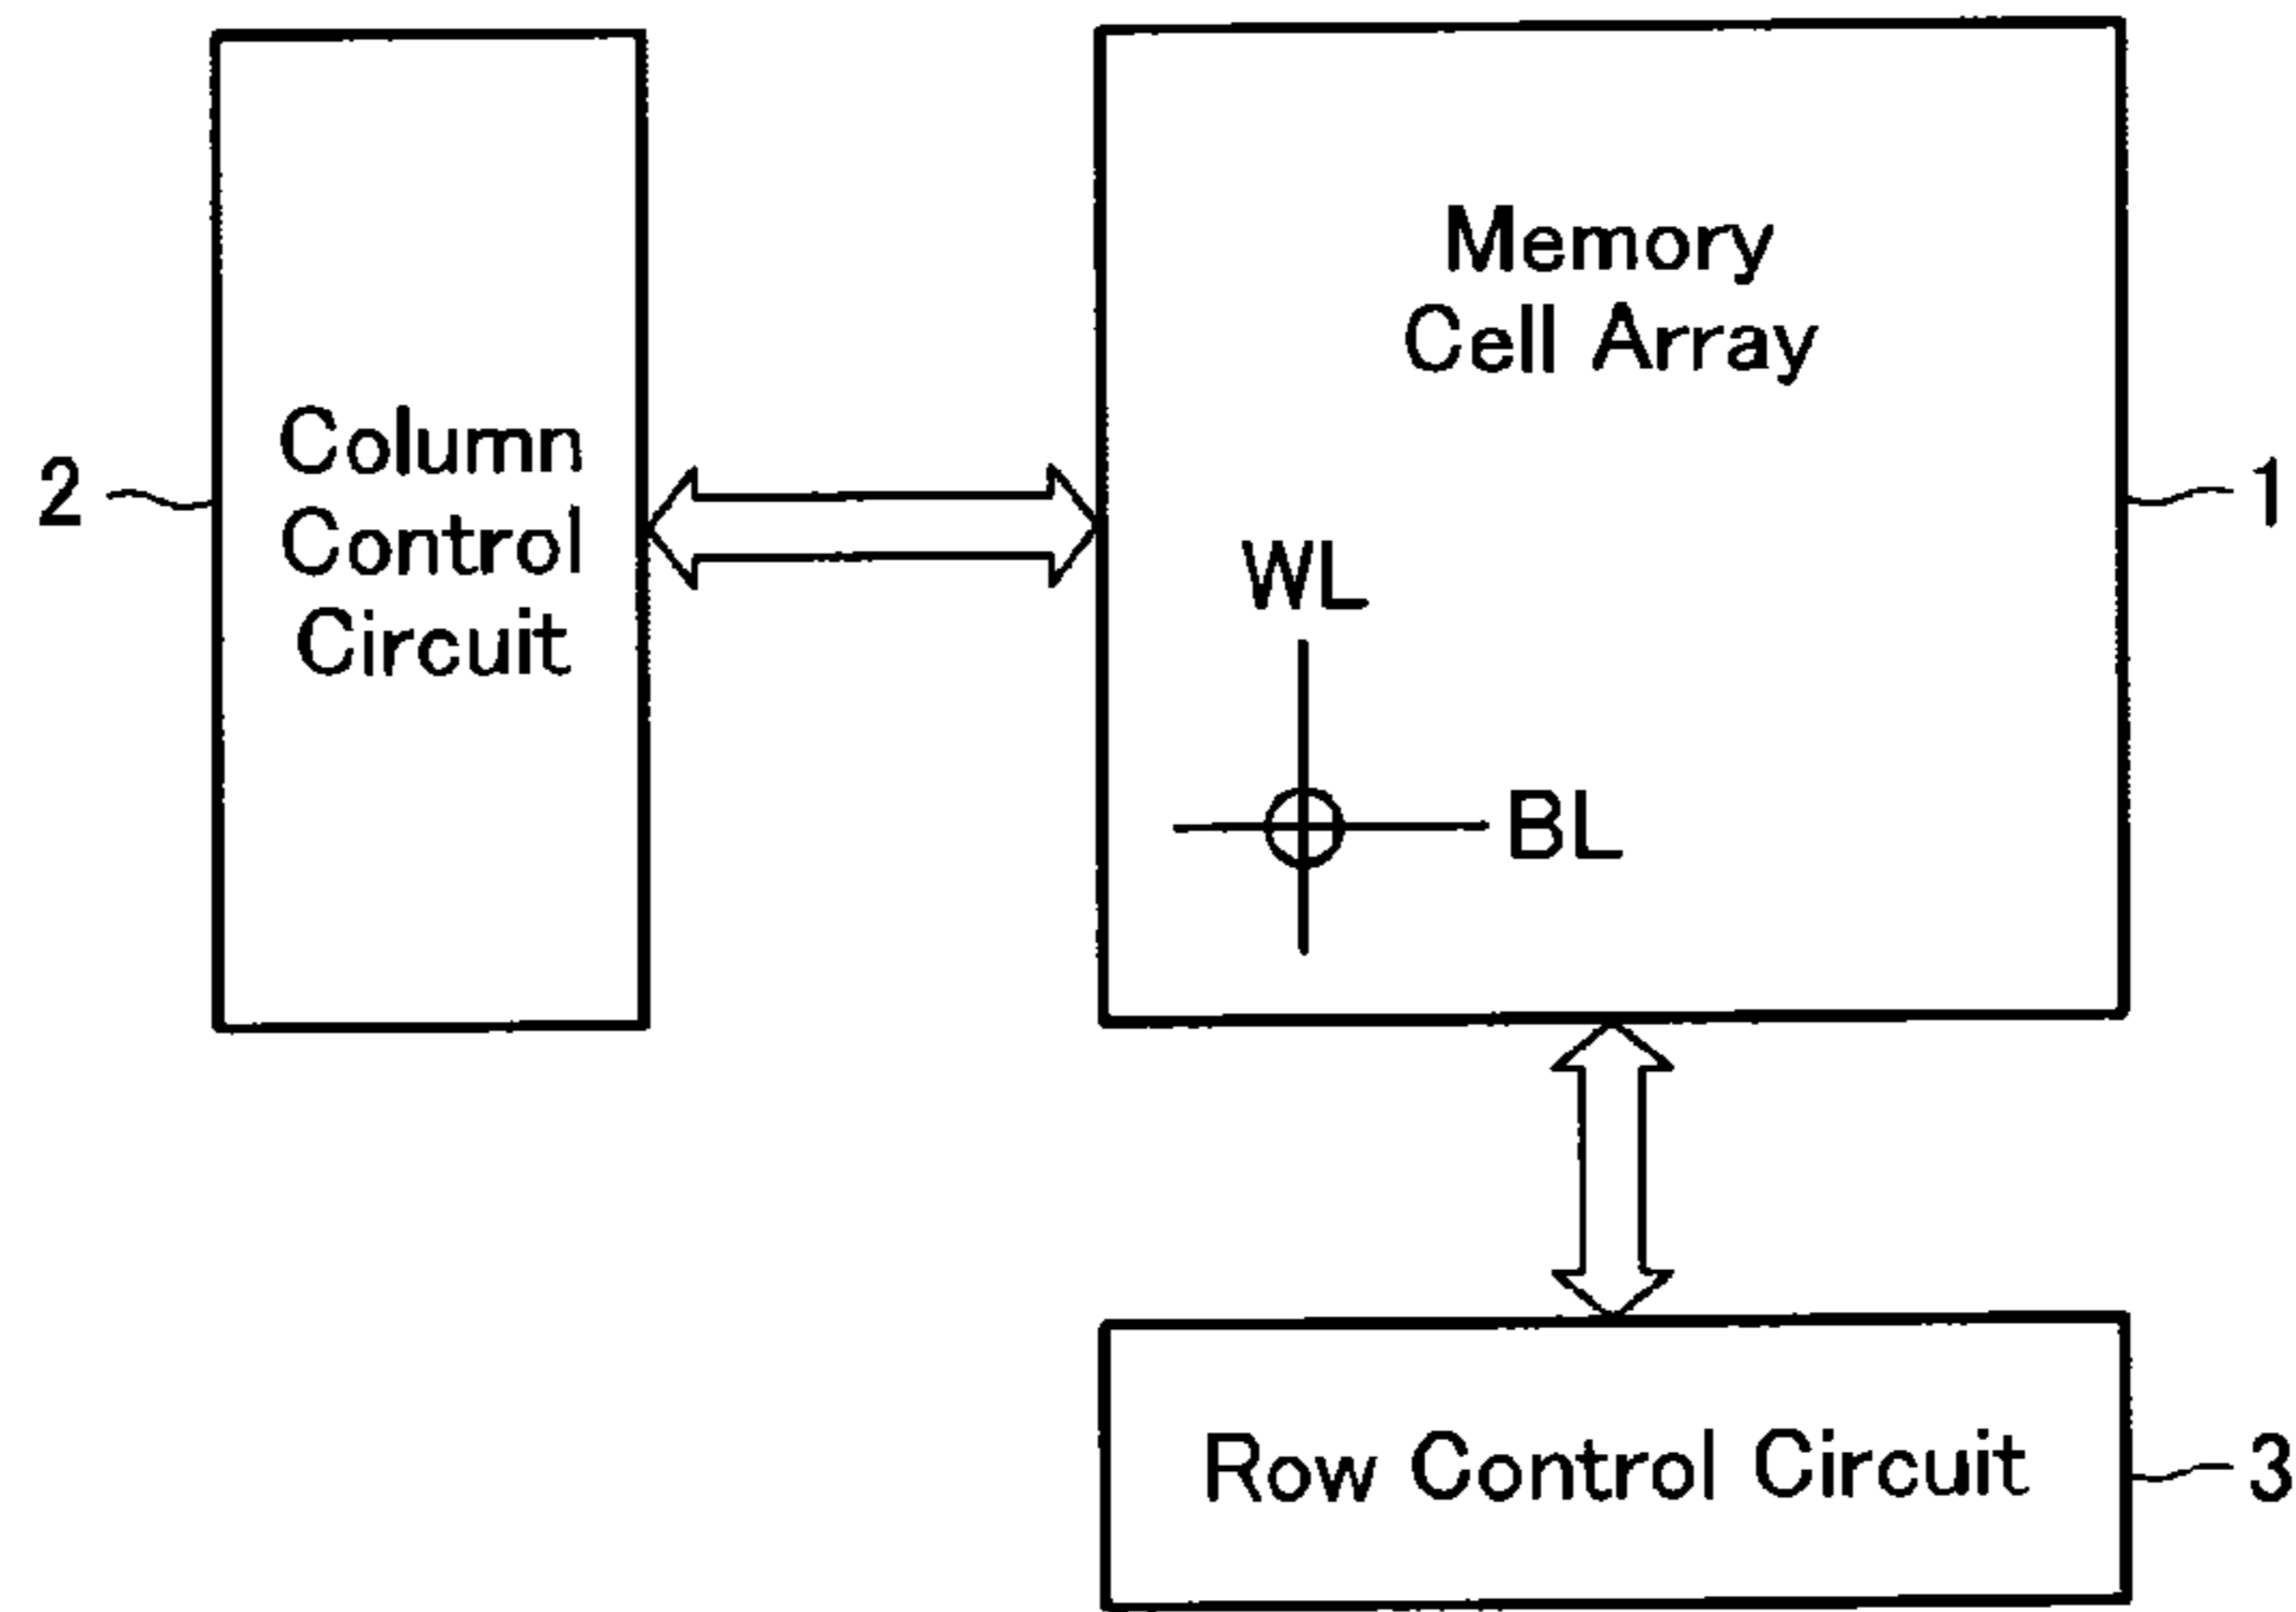 Memory
Cell Array
Column
Control
Circuit
2
1
WL
BL
Row Control Circuit
3